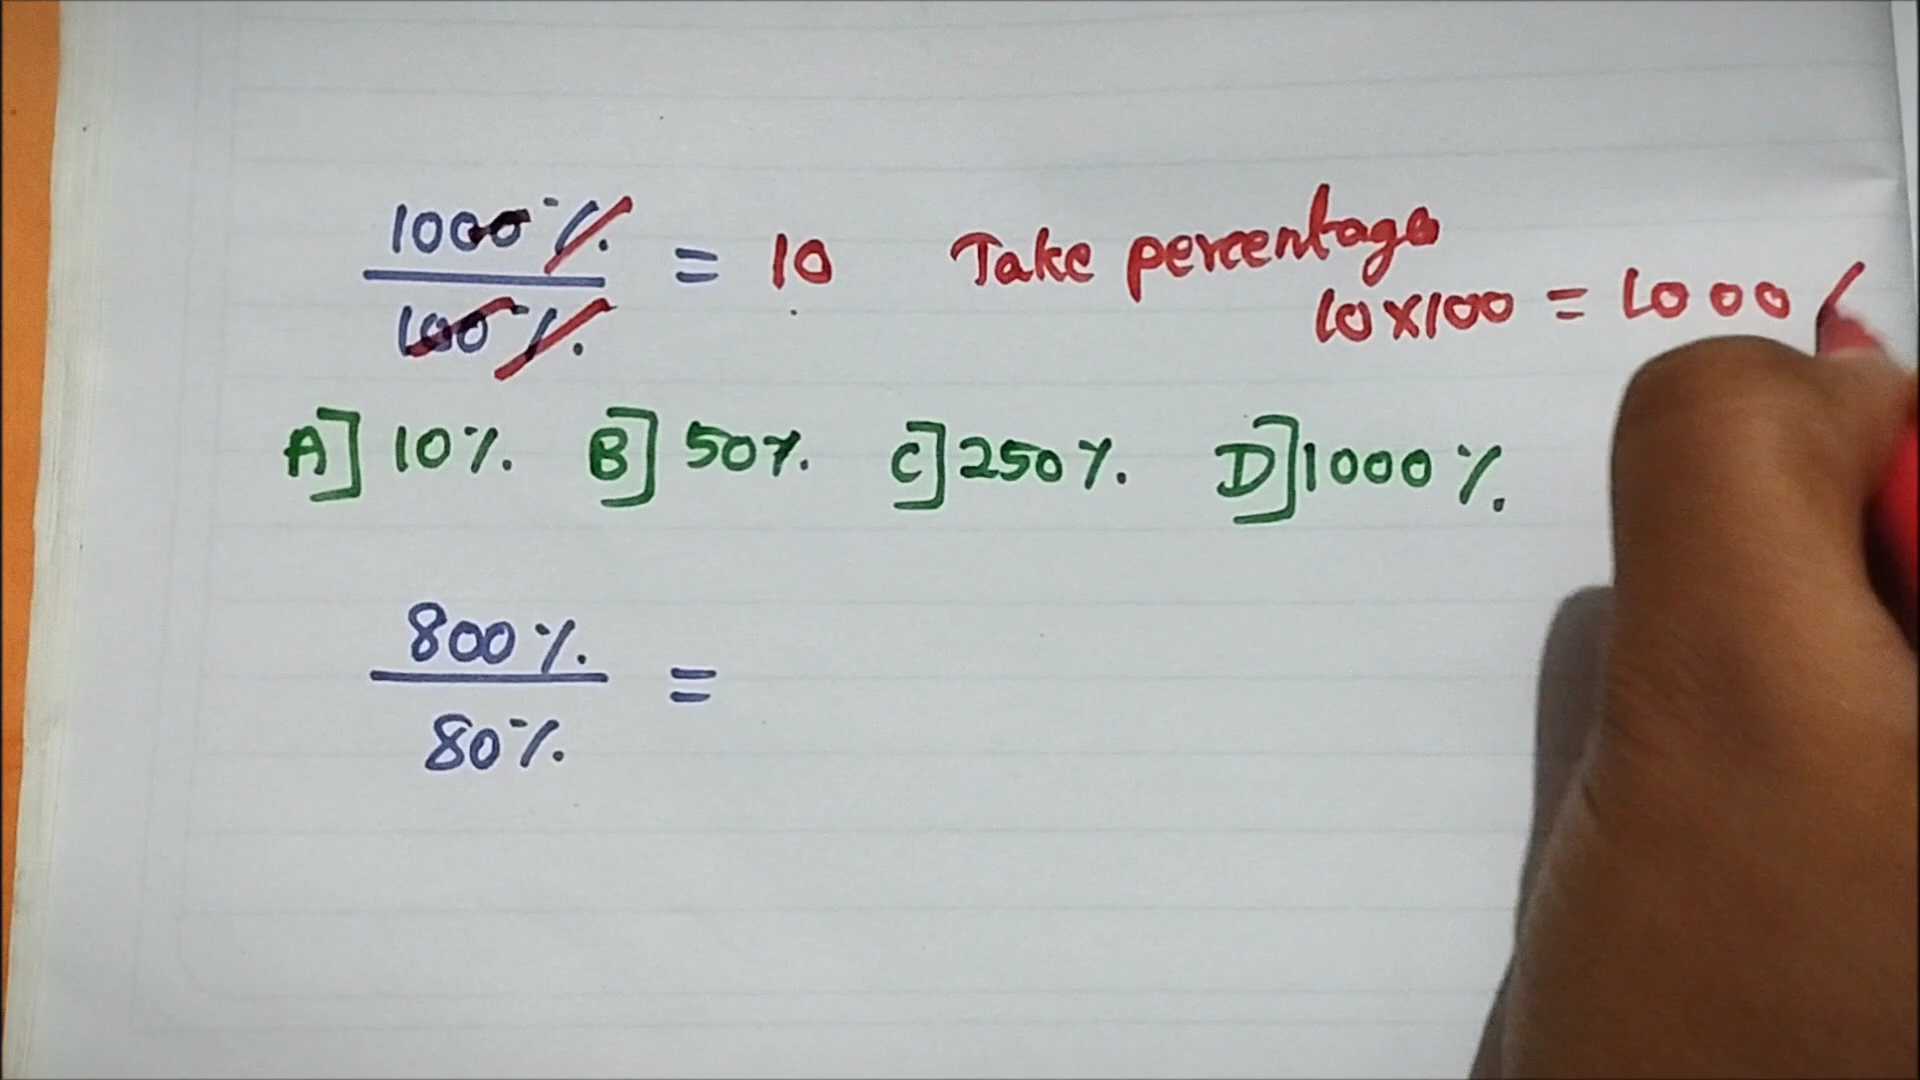 1000% / 100% = 10 Take percentage
10x100 = 1000
A] 10% B] 50% C] 250% D] 1000%
800% / 80% =